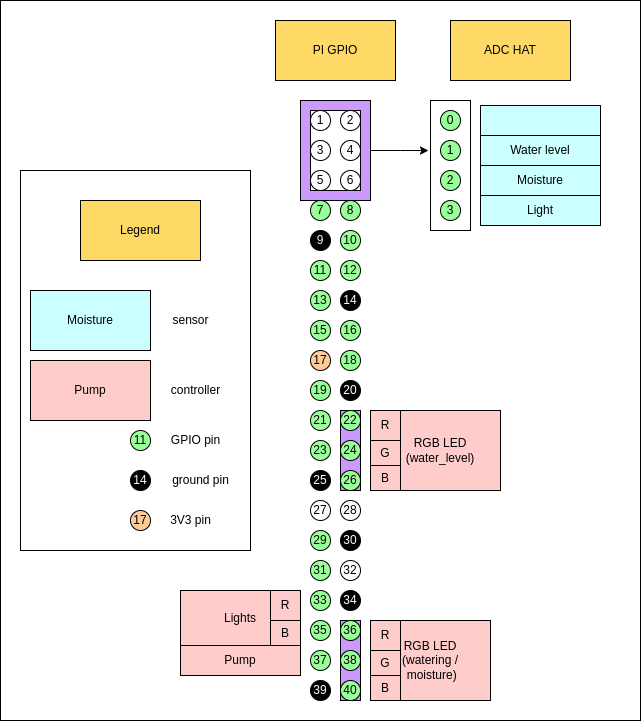 PI GPIO
ADC HAT
1 2
3 4
5 6
7 8
9 10
11 12
13 14
15 16
17 18
19 20
21 22
23 24
25 26
27 28
29 30
31 32
33 34
35 36
37 38
39 40
0
1 Water level
2 Moisture
3 Light
Legend
Moisture sensor
Pump controller
11 GPIO pin
14 ground pin
17 3V3 pin
R
G
B
RGB LED
(water_level)
Lights
R
B
Pump
R
G
B
RGB LED
(watering /
moisture)